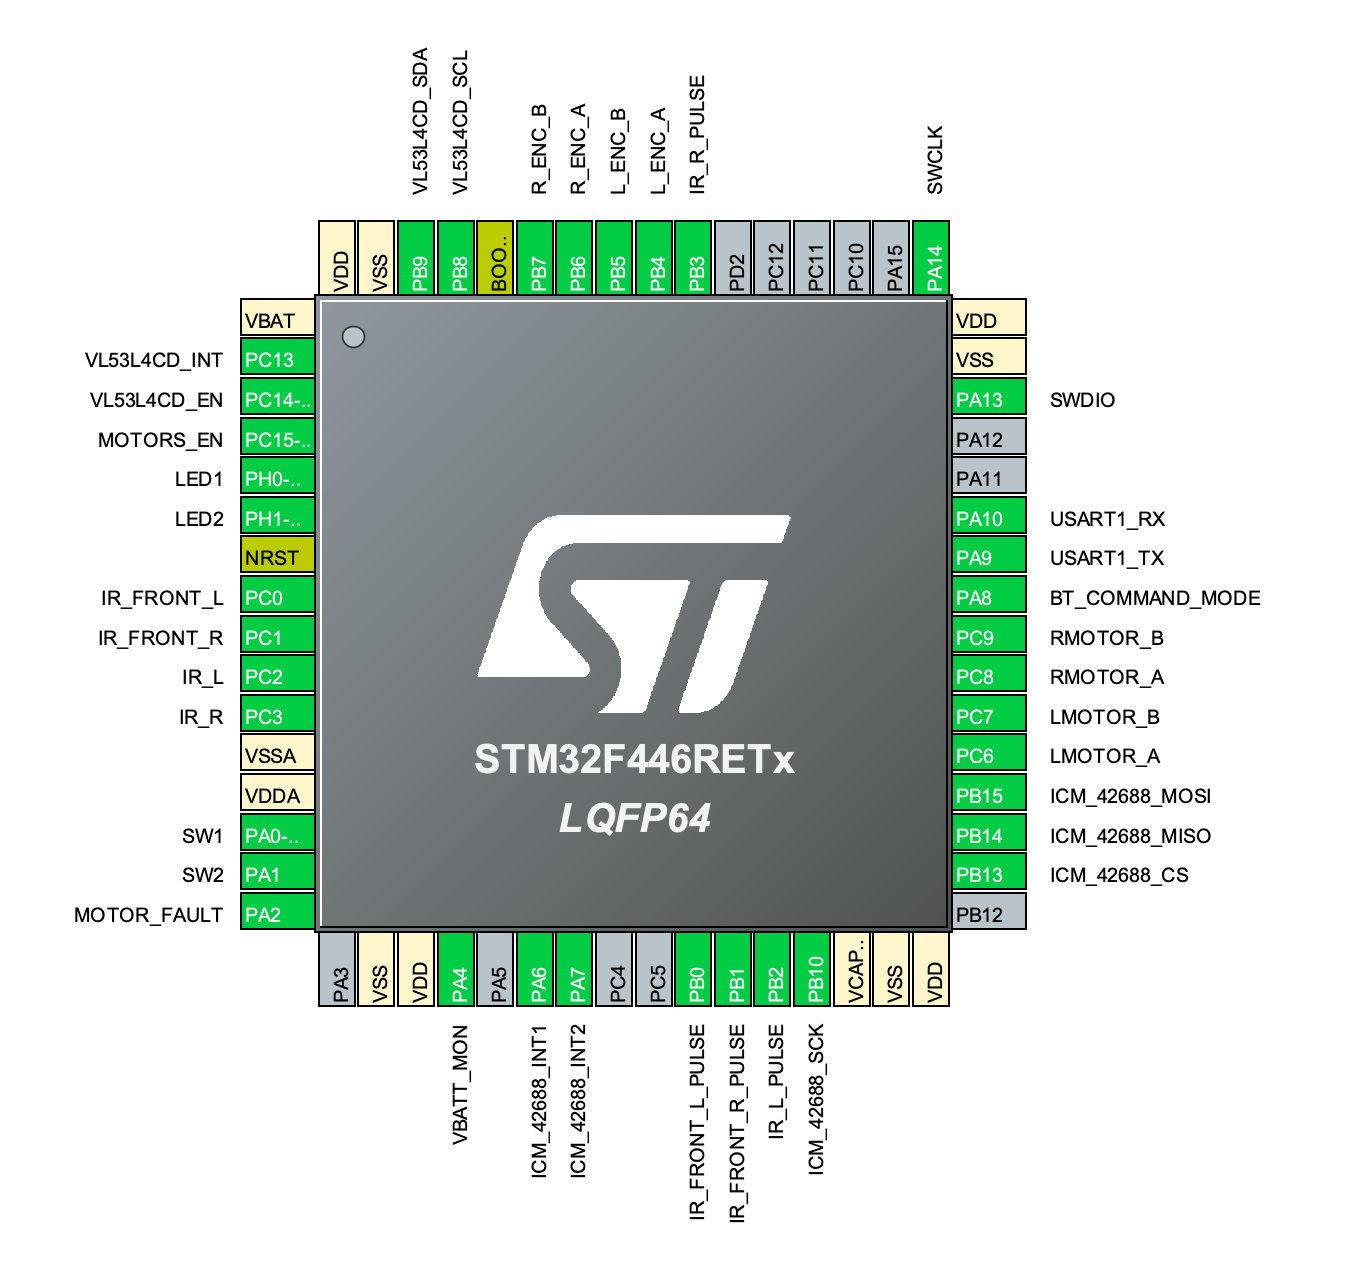 VL53L4CD_SDA
VL53L4CD_SCL
R_ENC_B
R_ENC_A
L_ENC_B
L_ENC_A
IR_R_PULSE
SWCLK
VDD
VSS
PB9
PB8
BOO..
PB7
PB6
PB5
PB4
PB3
PD2
PC12
PC11
PC10
PA15
PA14
VBAT
VL53L4CD_INT PC13
VL53L4CD_EN PC14-..
MOTORS_EN PC15-..
LED1 PH0-..
LED2 PH1-..
NRST
IR_FRONT_L PC0
IR_FRONT_R PC1
IR_L PC2
IR_R PC3
VSSA
VDDA
SW1 PA0-..
SW2 PA1
MOTOR_FAULT PA2
ST
STM32F446RETx
LQFP64
VDD
VSS
PA13 SWDIO
PA12
PA11
PA10 USART1_RX
PA9 USART1_TX
PA8 BT_COMMAND_MODE
PC9 RMOTOR_B
PC8 RMOTOR_A
PC7 LMOTOR_B
PC6 LMOTOR_A
PB15 ICM_42688_MOSI
PB14 ICM_42688_MISO
PB13 ICM_42688_CS
PB12
PA3
VSS
VDD
PA4
PA5
PA6
PA7
PC4
PC5
PB0
PB1
PB2
PB10
VCAP..
VSS
VDD
VBATT_MON
ICM_42688_INT1
ICM_42688_INT2
IR_FRONT_L_PULSE
IR_FRONT_R_PULSE
IR_L_PULSE
ICM_42688_SCK